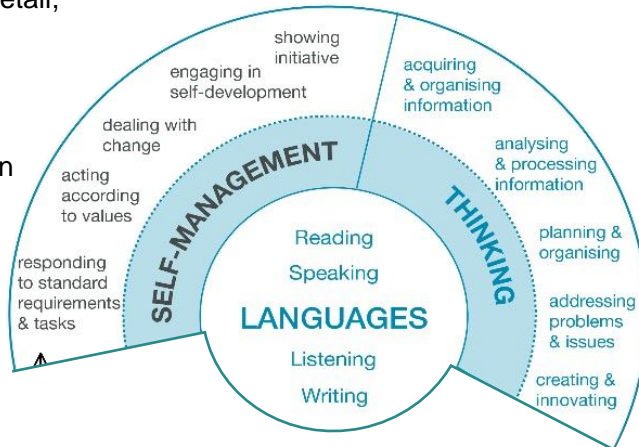 etail,
n
showing
initiative
engaging in
self-development
dealing with
change
acting
according
to values
responding
to standard
requirements
& tasks
SELF-MANAGEMENT
THINKING
acquiring
& organising
information
analysing
& processing
information
planning &
organising
addressing
problems
& issues
creating &
innovating
Reading
Speaking
LANGUAGES
Listening
Writing